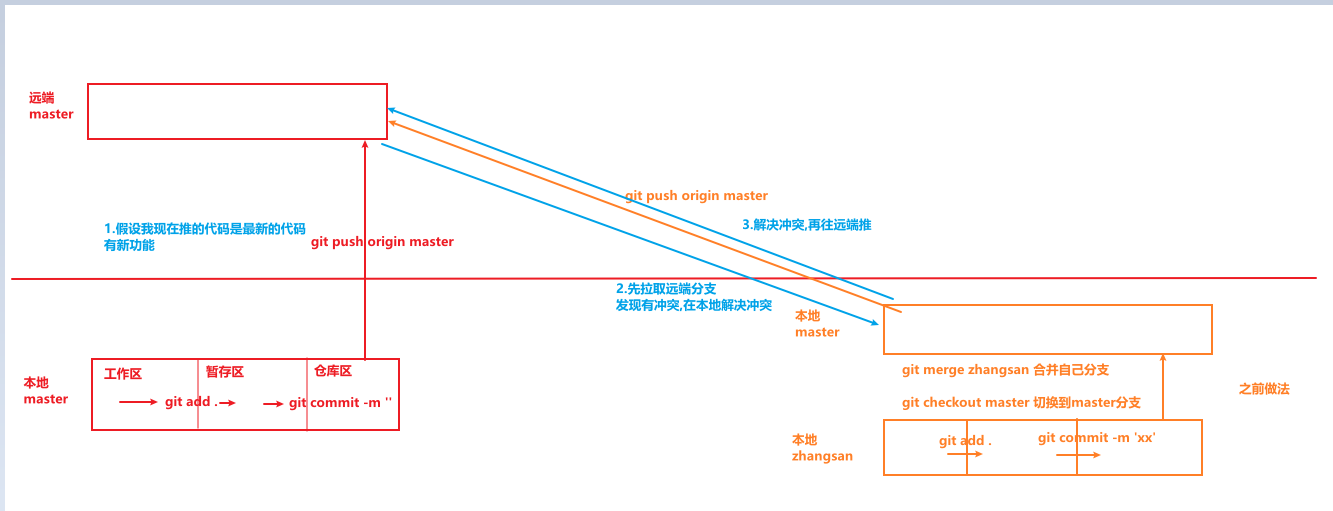 远端
master
git push origin master
1.假设我现在推的代码是最新的代码
有新功能
git push origin master
3.解决冲突,再往远端推
2.先拉取远端分支
发现有冲突,在本地解决冲突
本地
master
本地
master
工作区
暂存区
仓库区
git add .
git commit -m ''
git merge zhangsan 合并自己分支
git checkout master 切换到master分支
之前做法
本地
zhangsan
git add .
git commit -m 'xx'